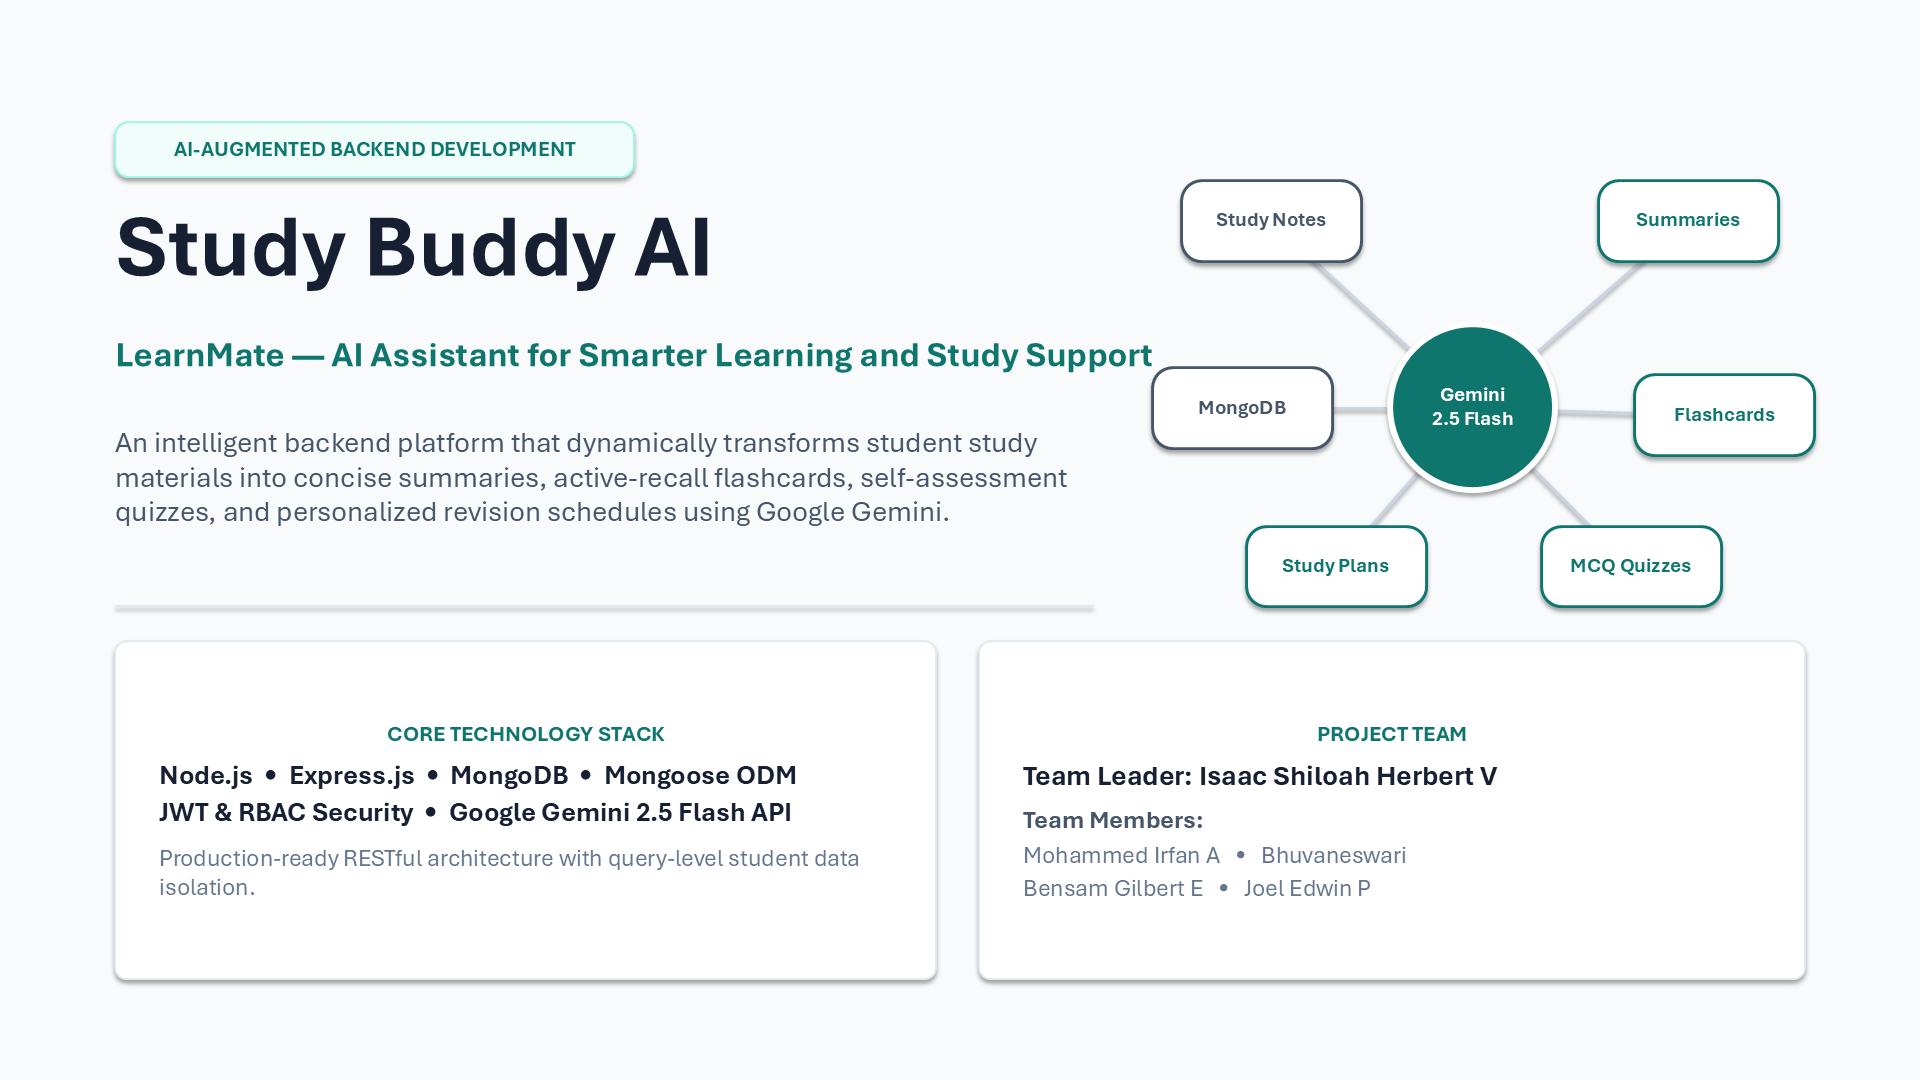 AI-AUGMENTED BACKEND DEVELOPMENT
Study Buddy AI
LearnMate — AI Assistant for Smarter Learning and Study Support
An intelligent backend platform that dynamically transforms student study
materials into concise summaries, active-recall flashcards, self-assessment
quizzes, and personalized revision schedules using Google Gemini.
Study Notes
Summaries
MongoDB
Gemini
2.5 Flash
Flashcards
Study Plans
MCQ Quizzes
CORE TECHNOLOGY STACK
Node.js • Express.js • MongoDB • Mongoose ODM
JWT & RBAC Security • Google Gemini 2.5 Flash API
Production-ready RESTful architecture with query-level student data
isolation.
PROJECT TEAM
Team Leader: Isaac Shiloah Herbert V
Team Members:
Mohammed Irfan A • Bhuvaneswari
Bensam Gilbert E • Joel Edwin P